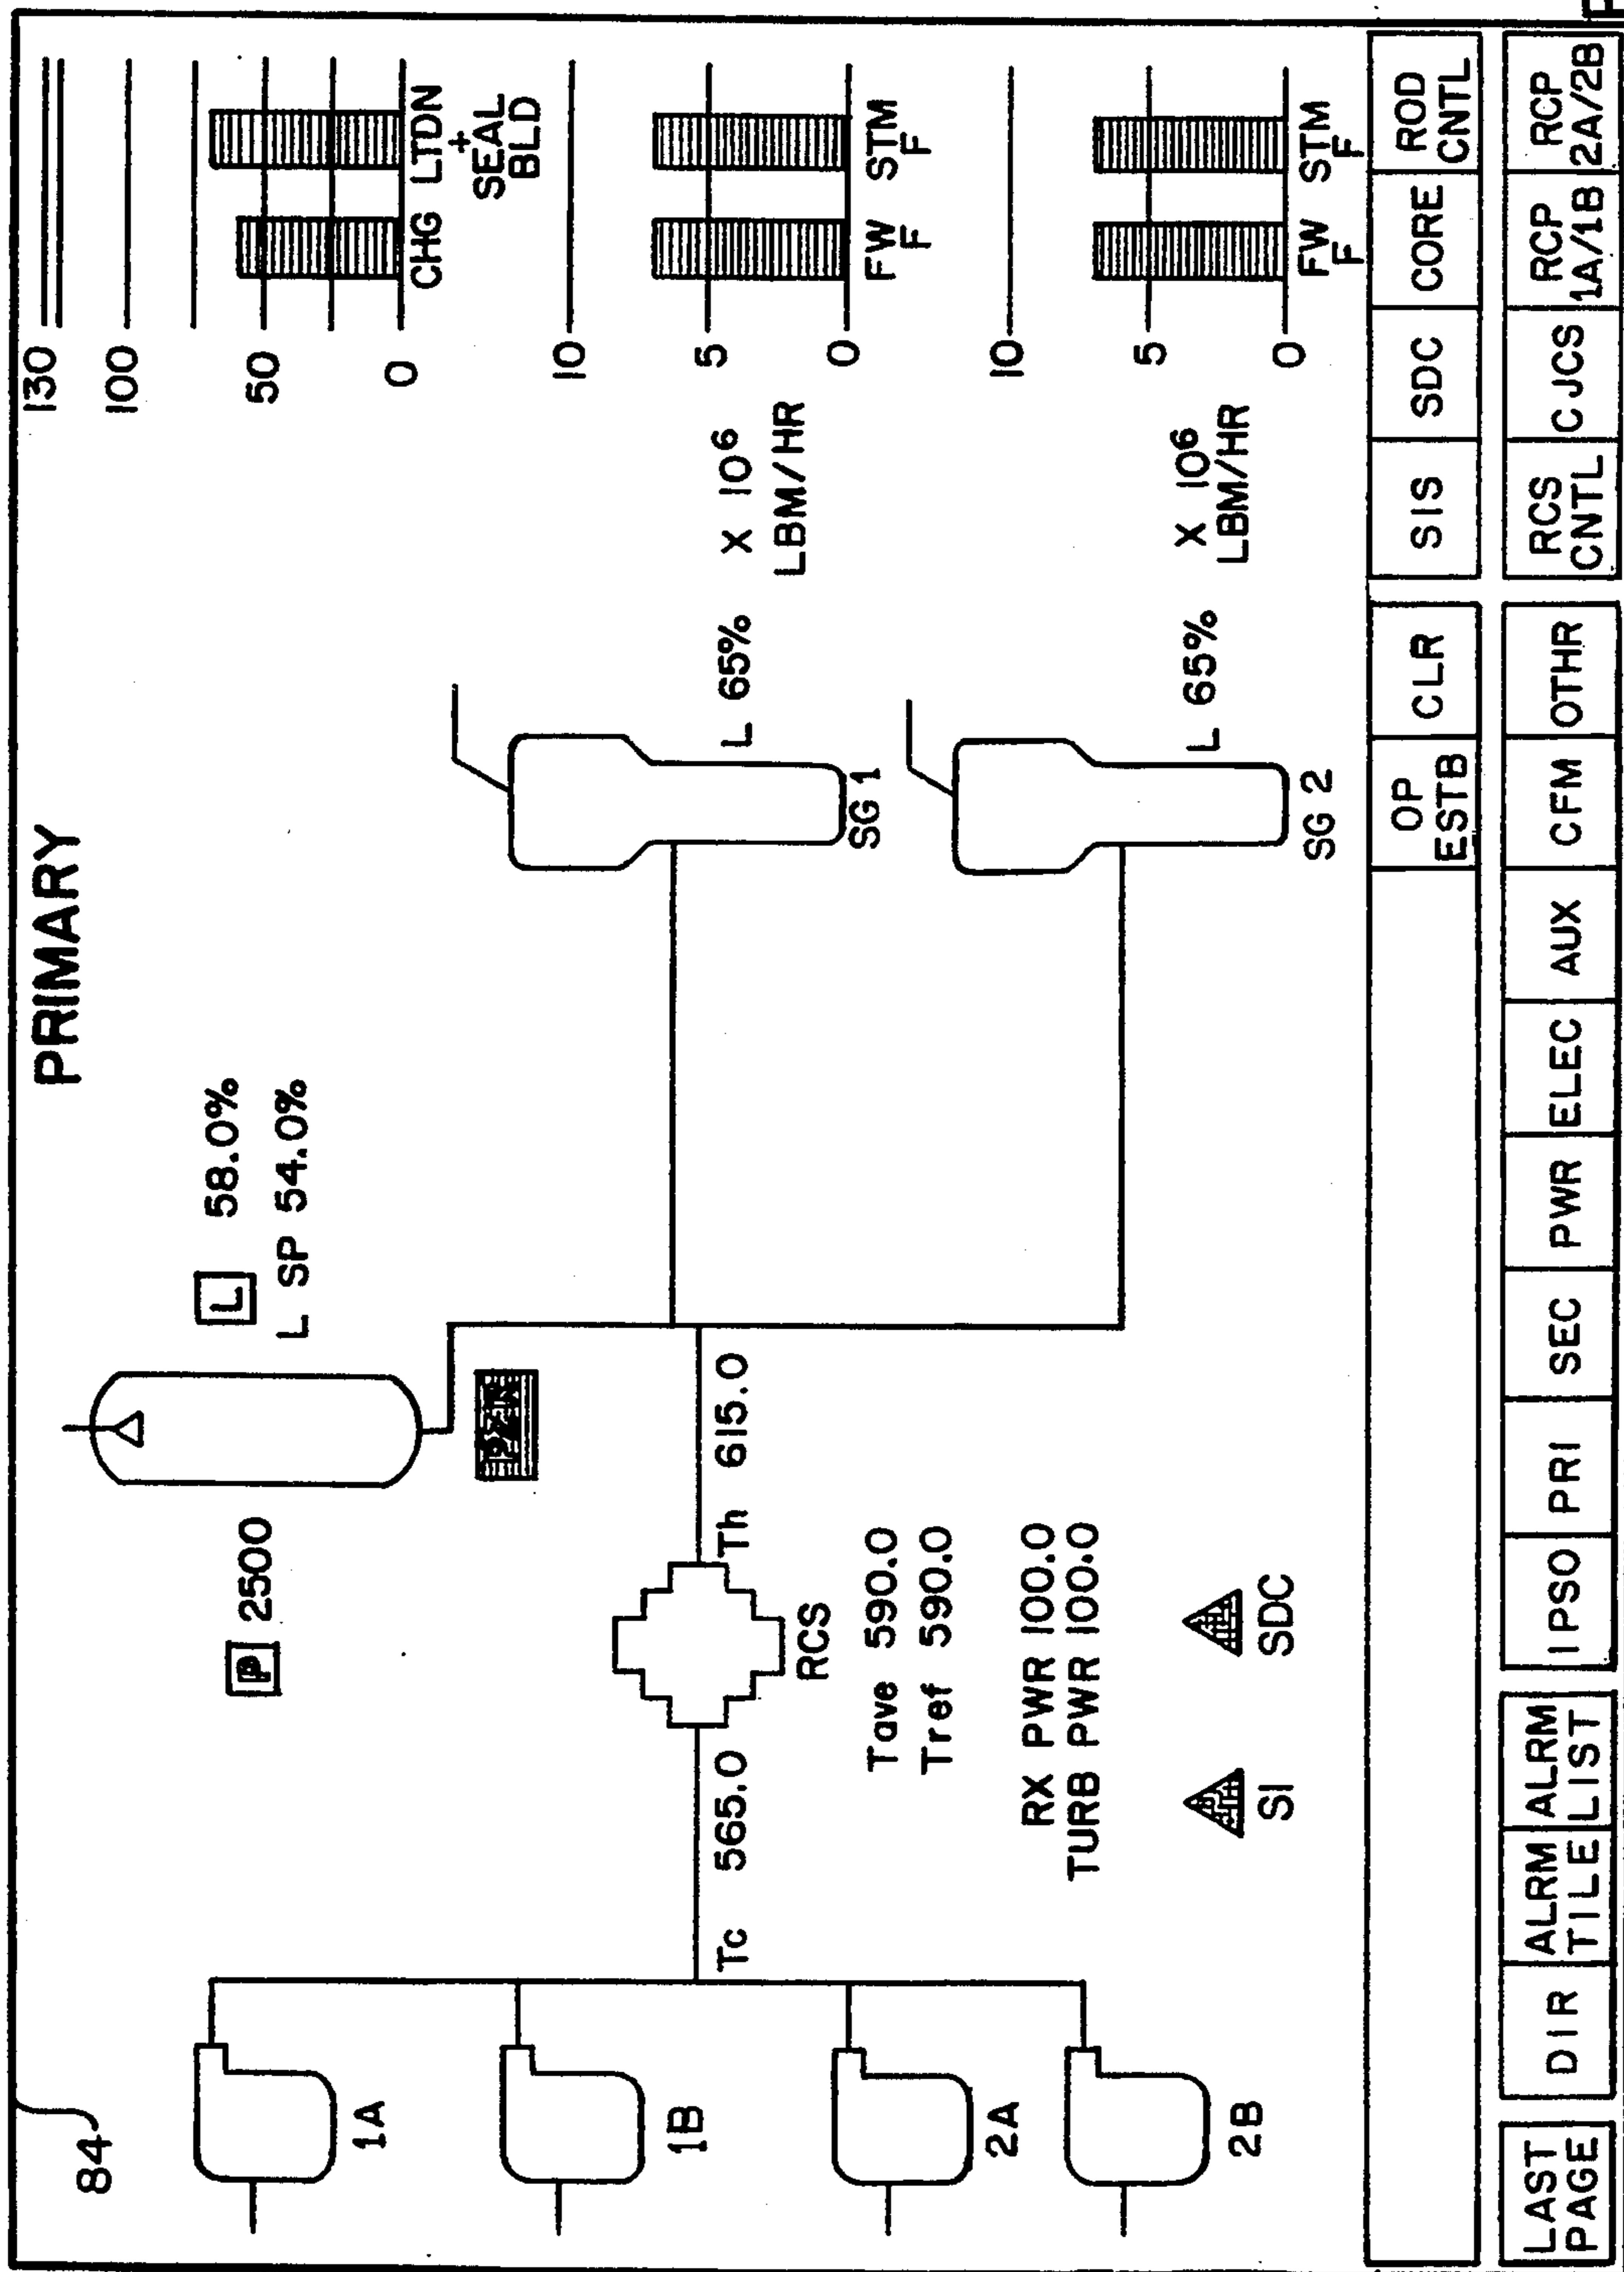 PRIMARY
84
130
100
50
0
CHG
LTDN
+
SEAL
BLD
P 2500
L 58.0%
L SP 54.0%
PZR
1A
1B
2A
2B
Tc 565.0
Th 615.0
RCS
Tave 590.0
Tref 590.0
RX PWR 100.0
TURB PWR 100.0
SI
SDC
SG 1
L 65%
X 10⁶
LBM/HR
10
5
0
FW
F
STM
F
SG 2
L 65%
X 10⁶
LBM/HR
10
5
0
FW
F
STM
F
OP
ESTB
CLR
SIS
SDC
CORE
ROD
CNTL
LAST
PAGE
DIR
ALRM
TILE
ALRM
LIST
IPSO
PRI
SEC
PWR
ELEC
AUX
CFM
OTHR
RCS
CNTL
CJCS
RCP
1A/1B
RCP
2A/2B